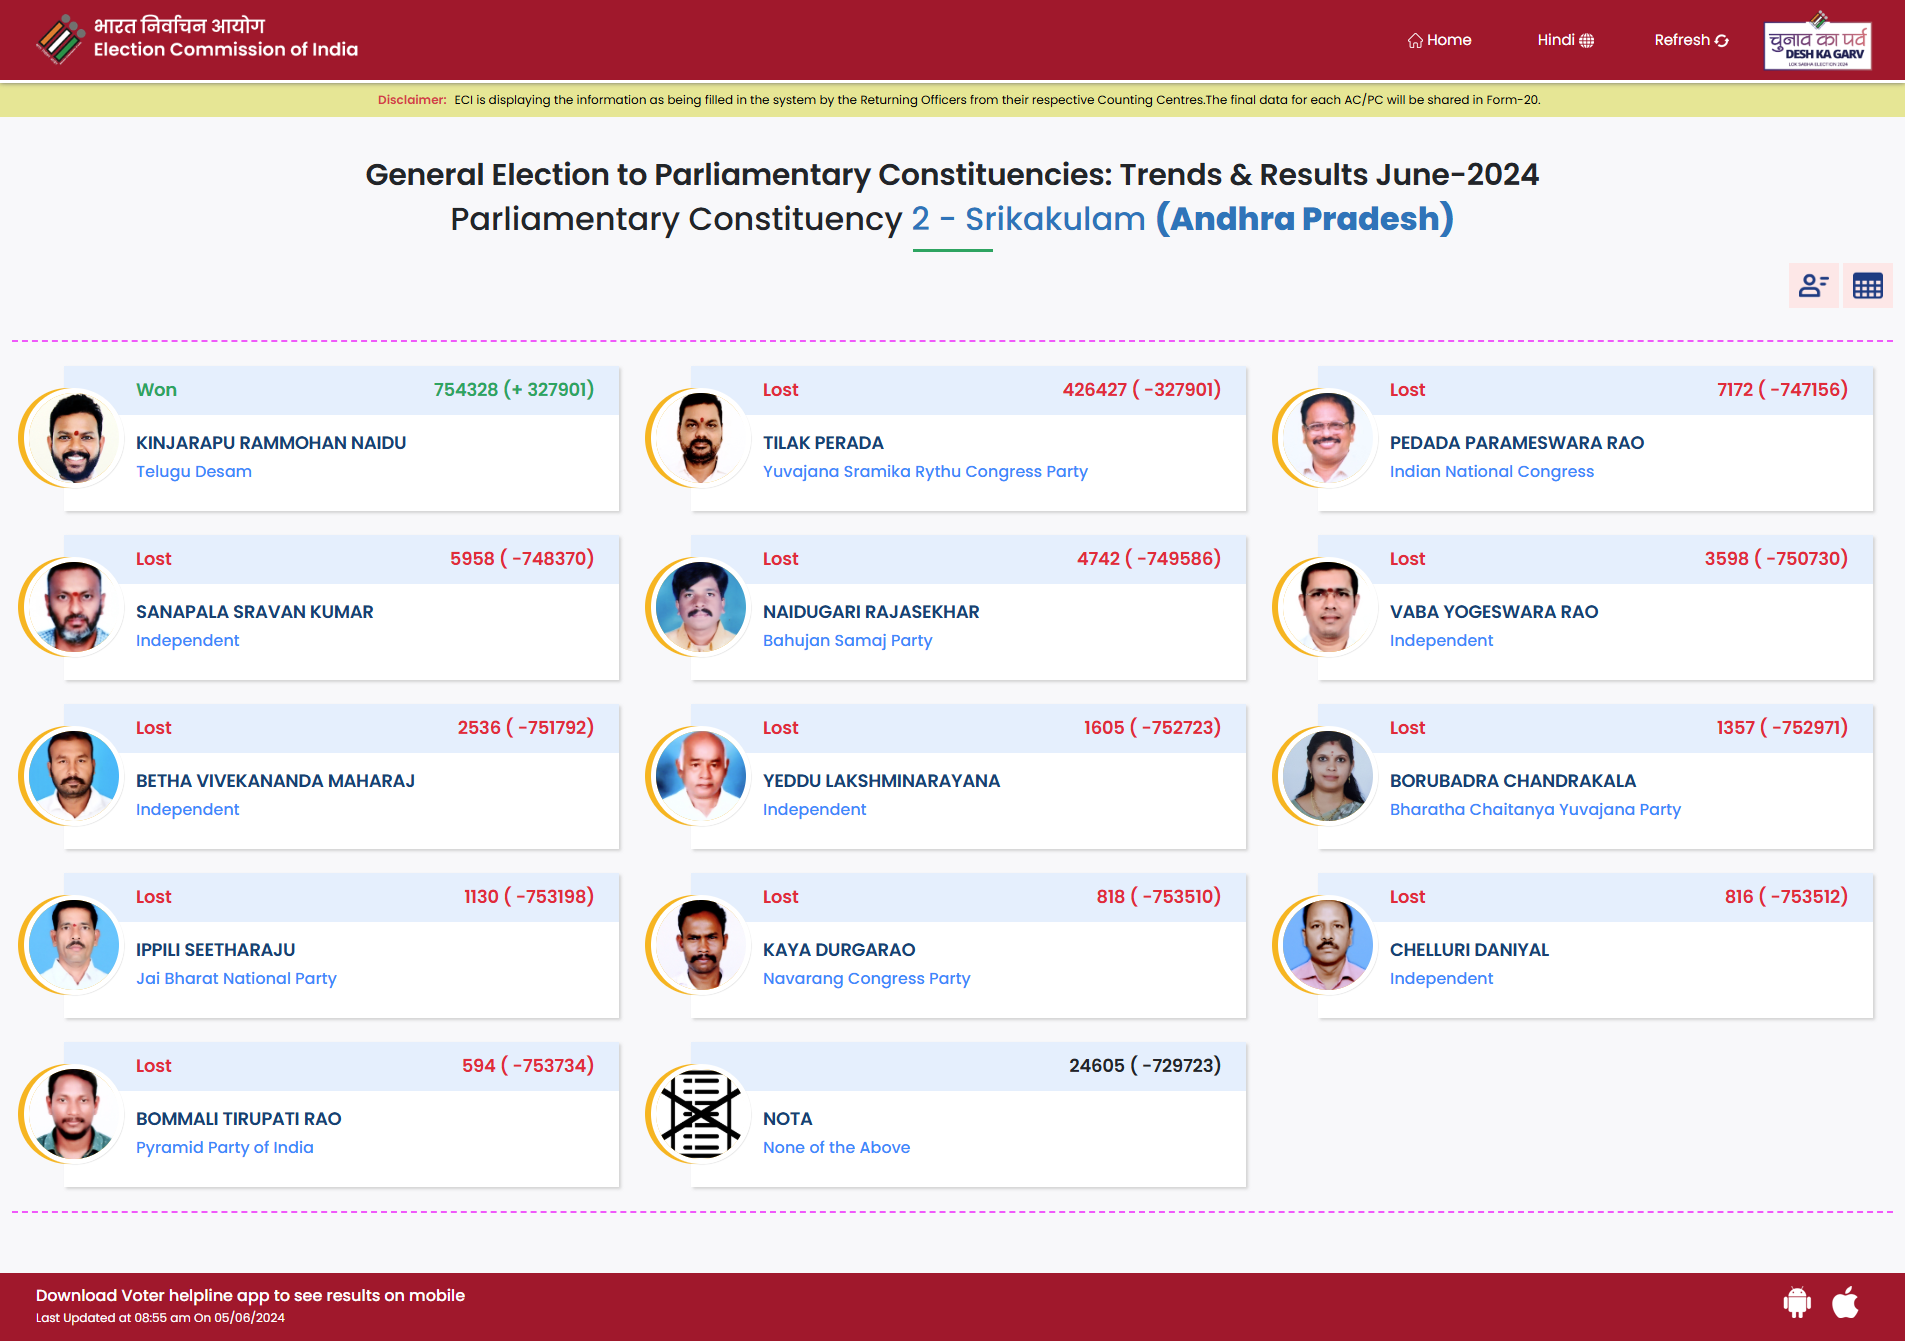 भारत निर्वाचन आयोग
Election Commission of India
Home
Hindi
Refresh
चुनाव का पर्व
DESH KA GARV
LOK SABHA ELECTION 2024
Disclaimer: ECI is displaying the information as being filled in the system by the Returning Officers from their respective Counting Centres.The final data for each AC/PC will be shared in Form-20.
General Election to Parliamentary Constituencies: Trends & Results June-2024
Parliamentary Constituency 2 - Srikakulam (Andhra Pradesh)
Won 754328 (+ 327901)
KINJARAPU RAMMOHAN NAIDU
Telugu Desam
Lost 426427 ( -327901)
TILAK PERADA
Yuvajana Sramika Rythu Congress Party
Lost 7172 ( -747156)
PEDADA PARAMESWARA RAO
Indian National Congress
Lost 5958 ( -748370)
SANAPALA SRAVAN KUMAR
Independent
Lost 4742 ( -749586)
NAIDUGARI RAJASEKHAR
Bahujan Samaj Party
Lost 3598 ( -750730)
VABA YOGESWARA RAO
Independent
Lost 2536 ( -751792)
BETHA VIVEKANANDA MAHARAJ
Independent
Lost 1605 ( -752723)
YEDDU LAKSHMINARAYANA
Independent
Lost 1357 ( -752971)
BORUBADRA CHANDRAKALA
Bharatha Chaitanya Yuvajana Party
Lost 1130 ( -753198)
IPPILI SEETHARAJU
Jai Bharat National Party
Lost 818 ( -753510)
KAYA DURGARAO
Navarang Congress Party
Lost 816 ( -753512)
CHELLURI DANIYAL
Independent
Lost 594 ( -753734)
BOMMALI TIRUPATI RAO
Pyramid Party of India
24605 ( -729723)
NOTA
None of the Above
Download Voter helpline app to see results on mobile
Last Updated at 08:55 am On 05/06/2024